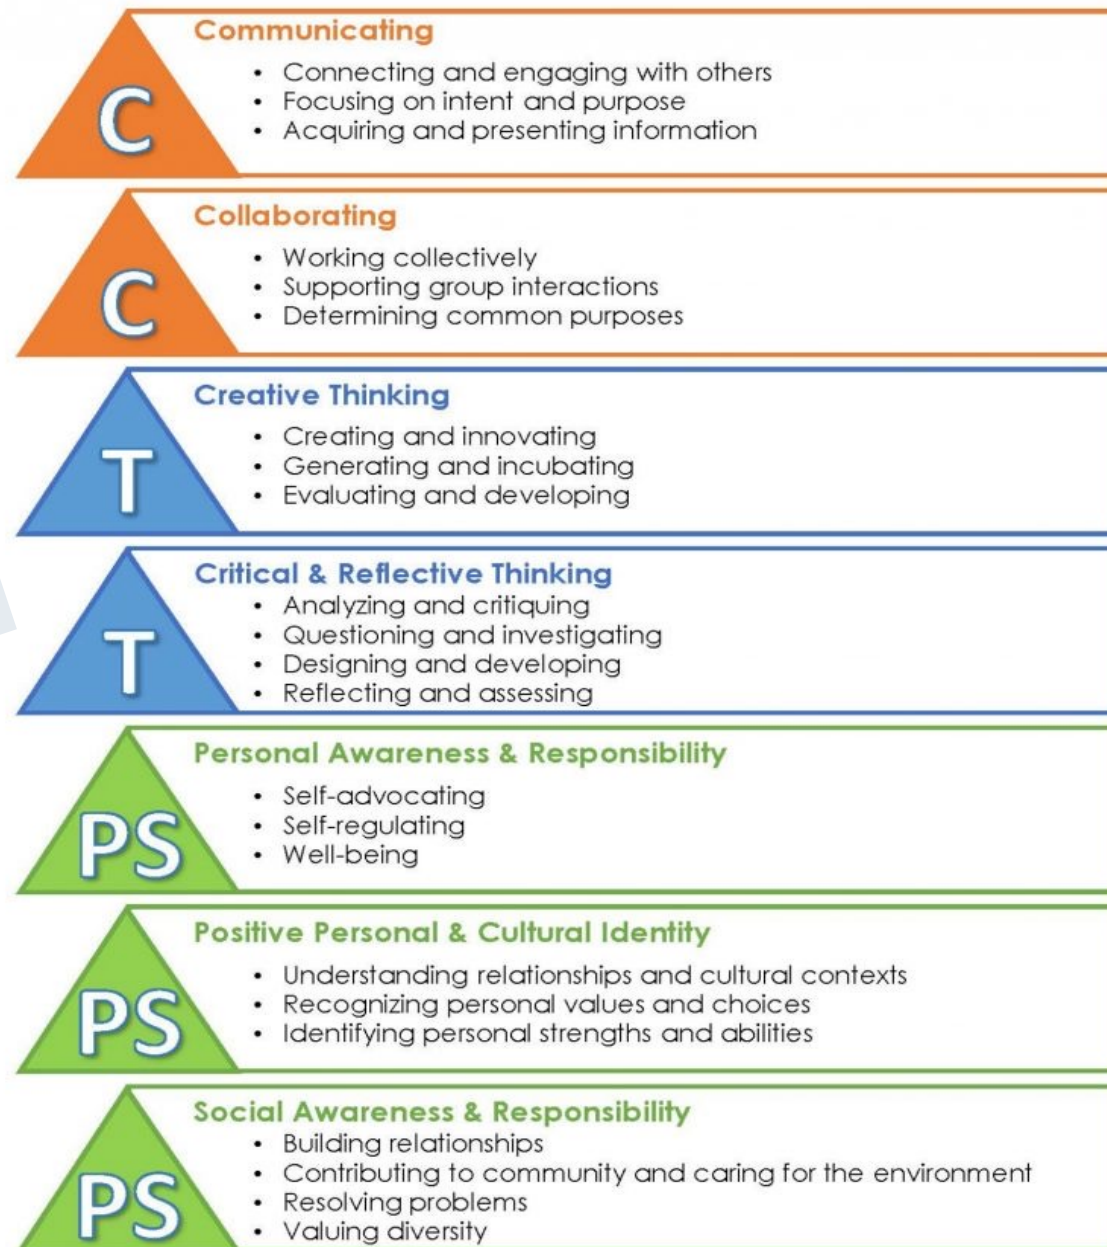 Communicating
• Connecting and engaging with others
• Focusing on intent and purpose
• Acquiring and presenting information
C
Collaborating
• Working collectively
• Supporting group interactions
• Determining common purposes
C
Creative Thinking
• Creating and innovating
• Generating and incubating
• Evaluating and developing
T
Critical & Reflective Thinking
• Analyzing and critiquing
• Questioning and investigating
• Designing and developing
• Reflecting and assessing
T
Personal Awareness & Responsibility
• Self-advocating
• Self-regulating
• Well-being
PS
Positive Personal & Cultural Identity
• Understanding relationships and cultural contexts
• Recognizing personal values and choices
• Identifying personal strengths and abilities
PS
Social Awareness & Responsibility
• Building relationships
• Contributing to community and caring for the environment
• Resolving problems
• Valuing diversity
PS